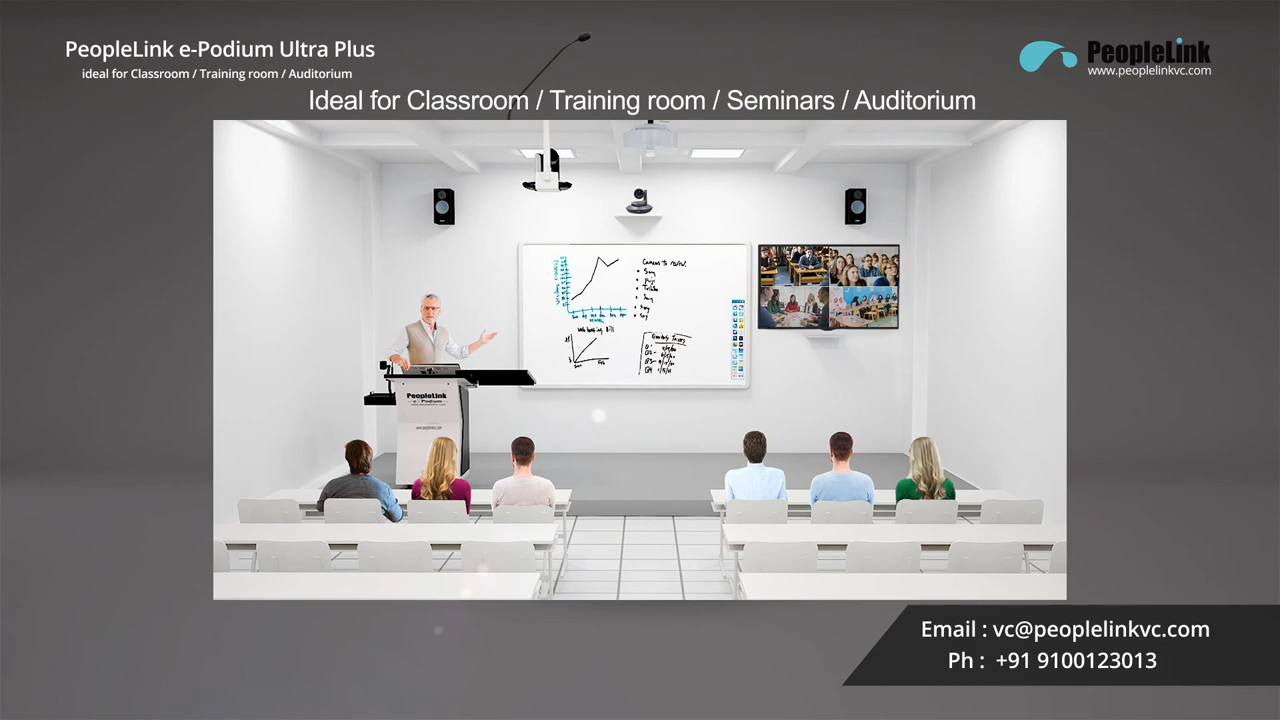 PeopleLink e-Podium Ultra Plus
ideal for Classroom / Training room / Auditorium
PeopleLink
www.peoplelinkvc.com
Ideal for Classroom / Training room / Seminars / Auditorium
PeopleLink
e-Podium
Email : vc@peoplelinkvc.com
Ph : +91 9100123013